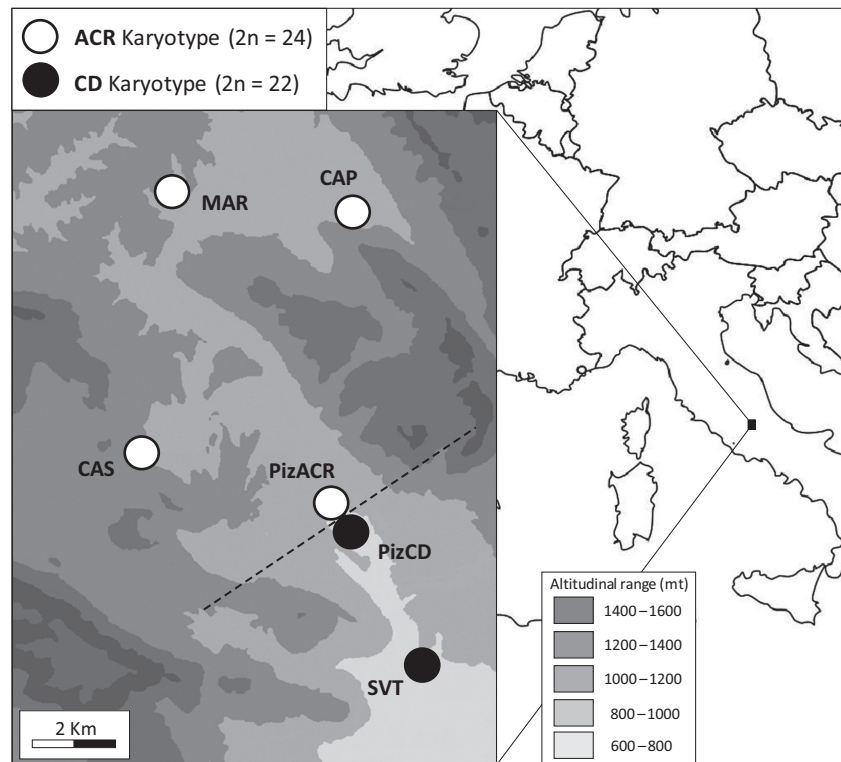 ACR Karyotype (2n = 24)
CD Karyotype (2n = 22)
CAP
MAR
CAS
PizACR
PizCD
SVT
2 Km
Altitudinal range (mt)
1400–1600
1200–1400
1000–1200
800–1000
600–800